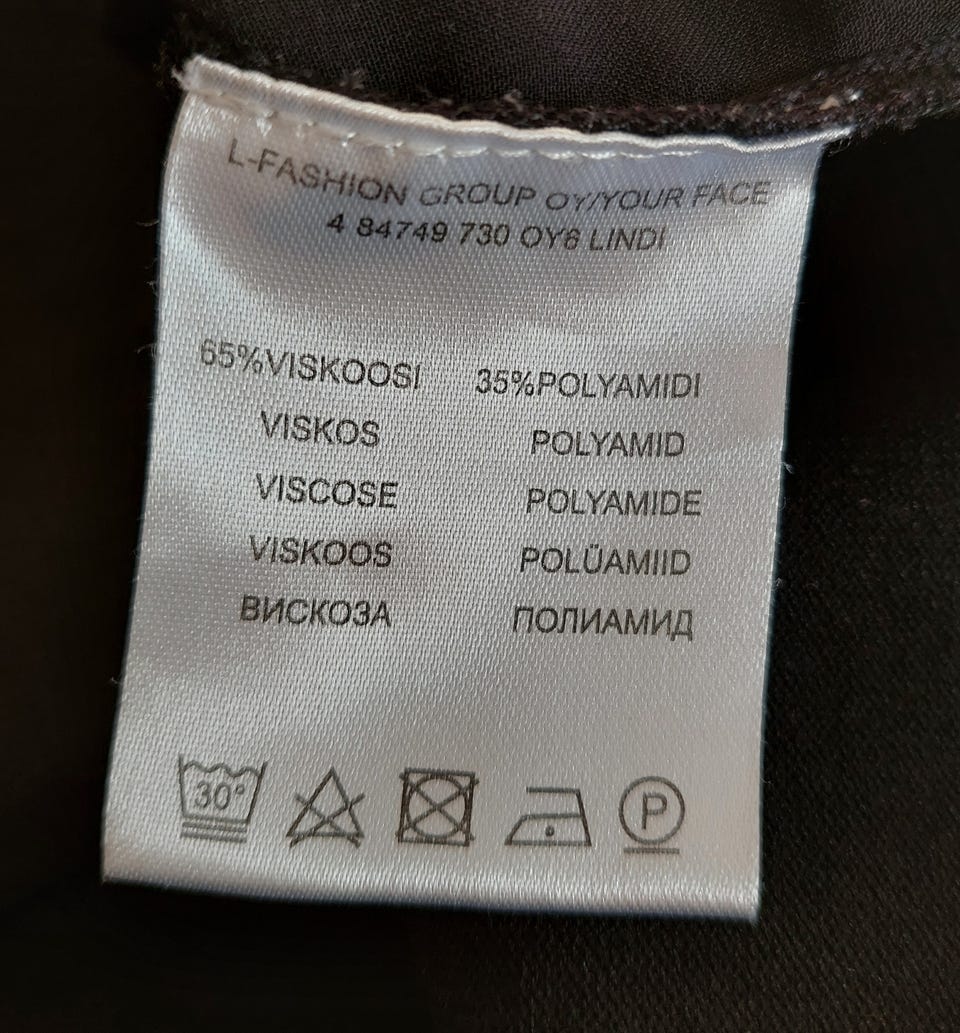 L-FASHION GROUP OY/YOUR FACE
4 84749 730 OY6 LINDI
65%VISKOOSI 35%POLYAMIDI
VISKOS POLYAMID
VISCOSE POLYAMIDE
VISKOOS POLÜAMIID
ВИСКОЗА ПОЛИАМИД
30° P